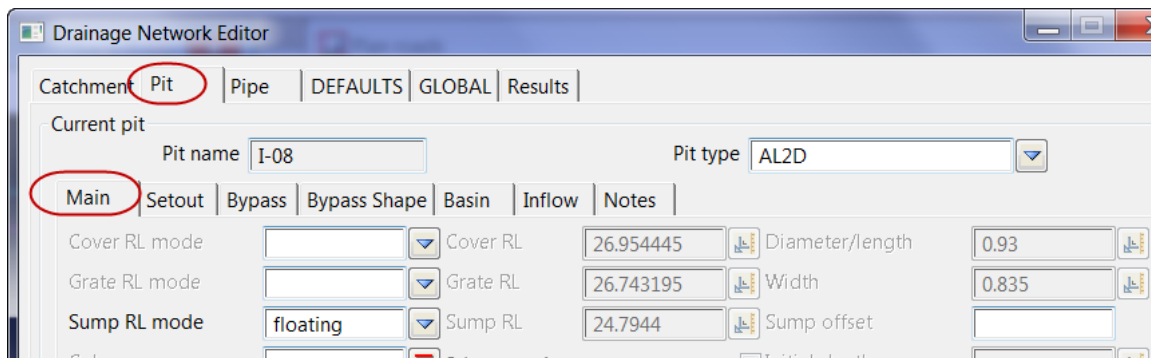 Drainage Network Editor
Catchment Pit Pipe DEFAULTS GLOBAL Results
Current pit
Pit name I-08 Pit type AL2D
Main Setout Bypass Bypass Shape Basin Inflow Notes
Cover RL mode Cover RL 26.954445 Diameter/length 0.93
Grate RL mode Grate RL 26.743195 Width 0.835
Sump RL mode floating Sump RL 24.7944 Sump offset